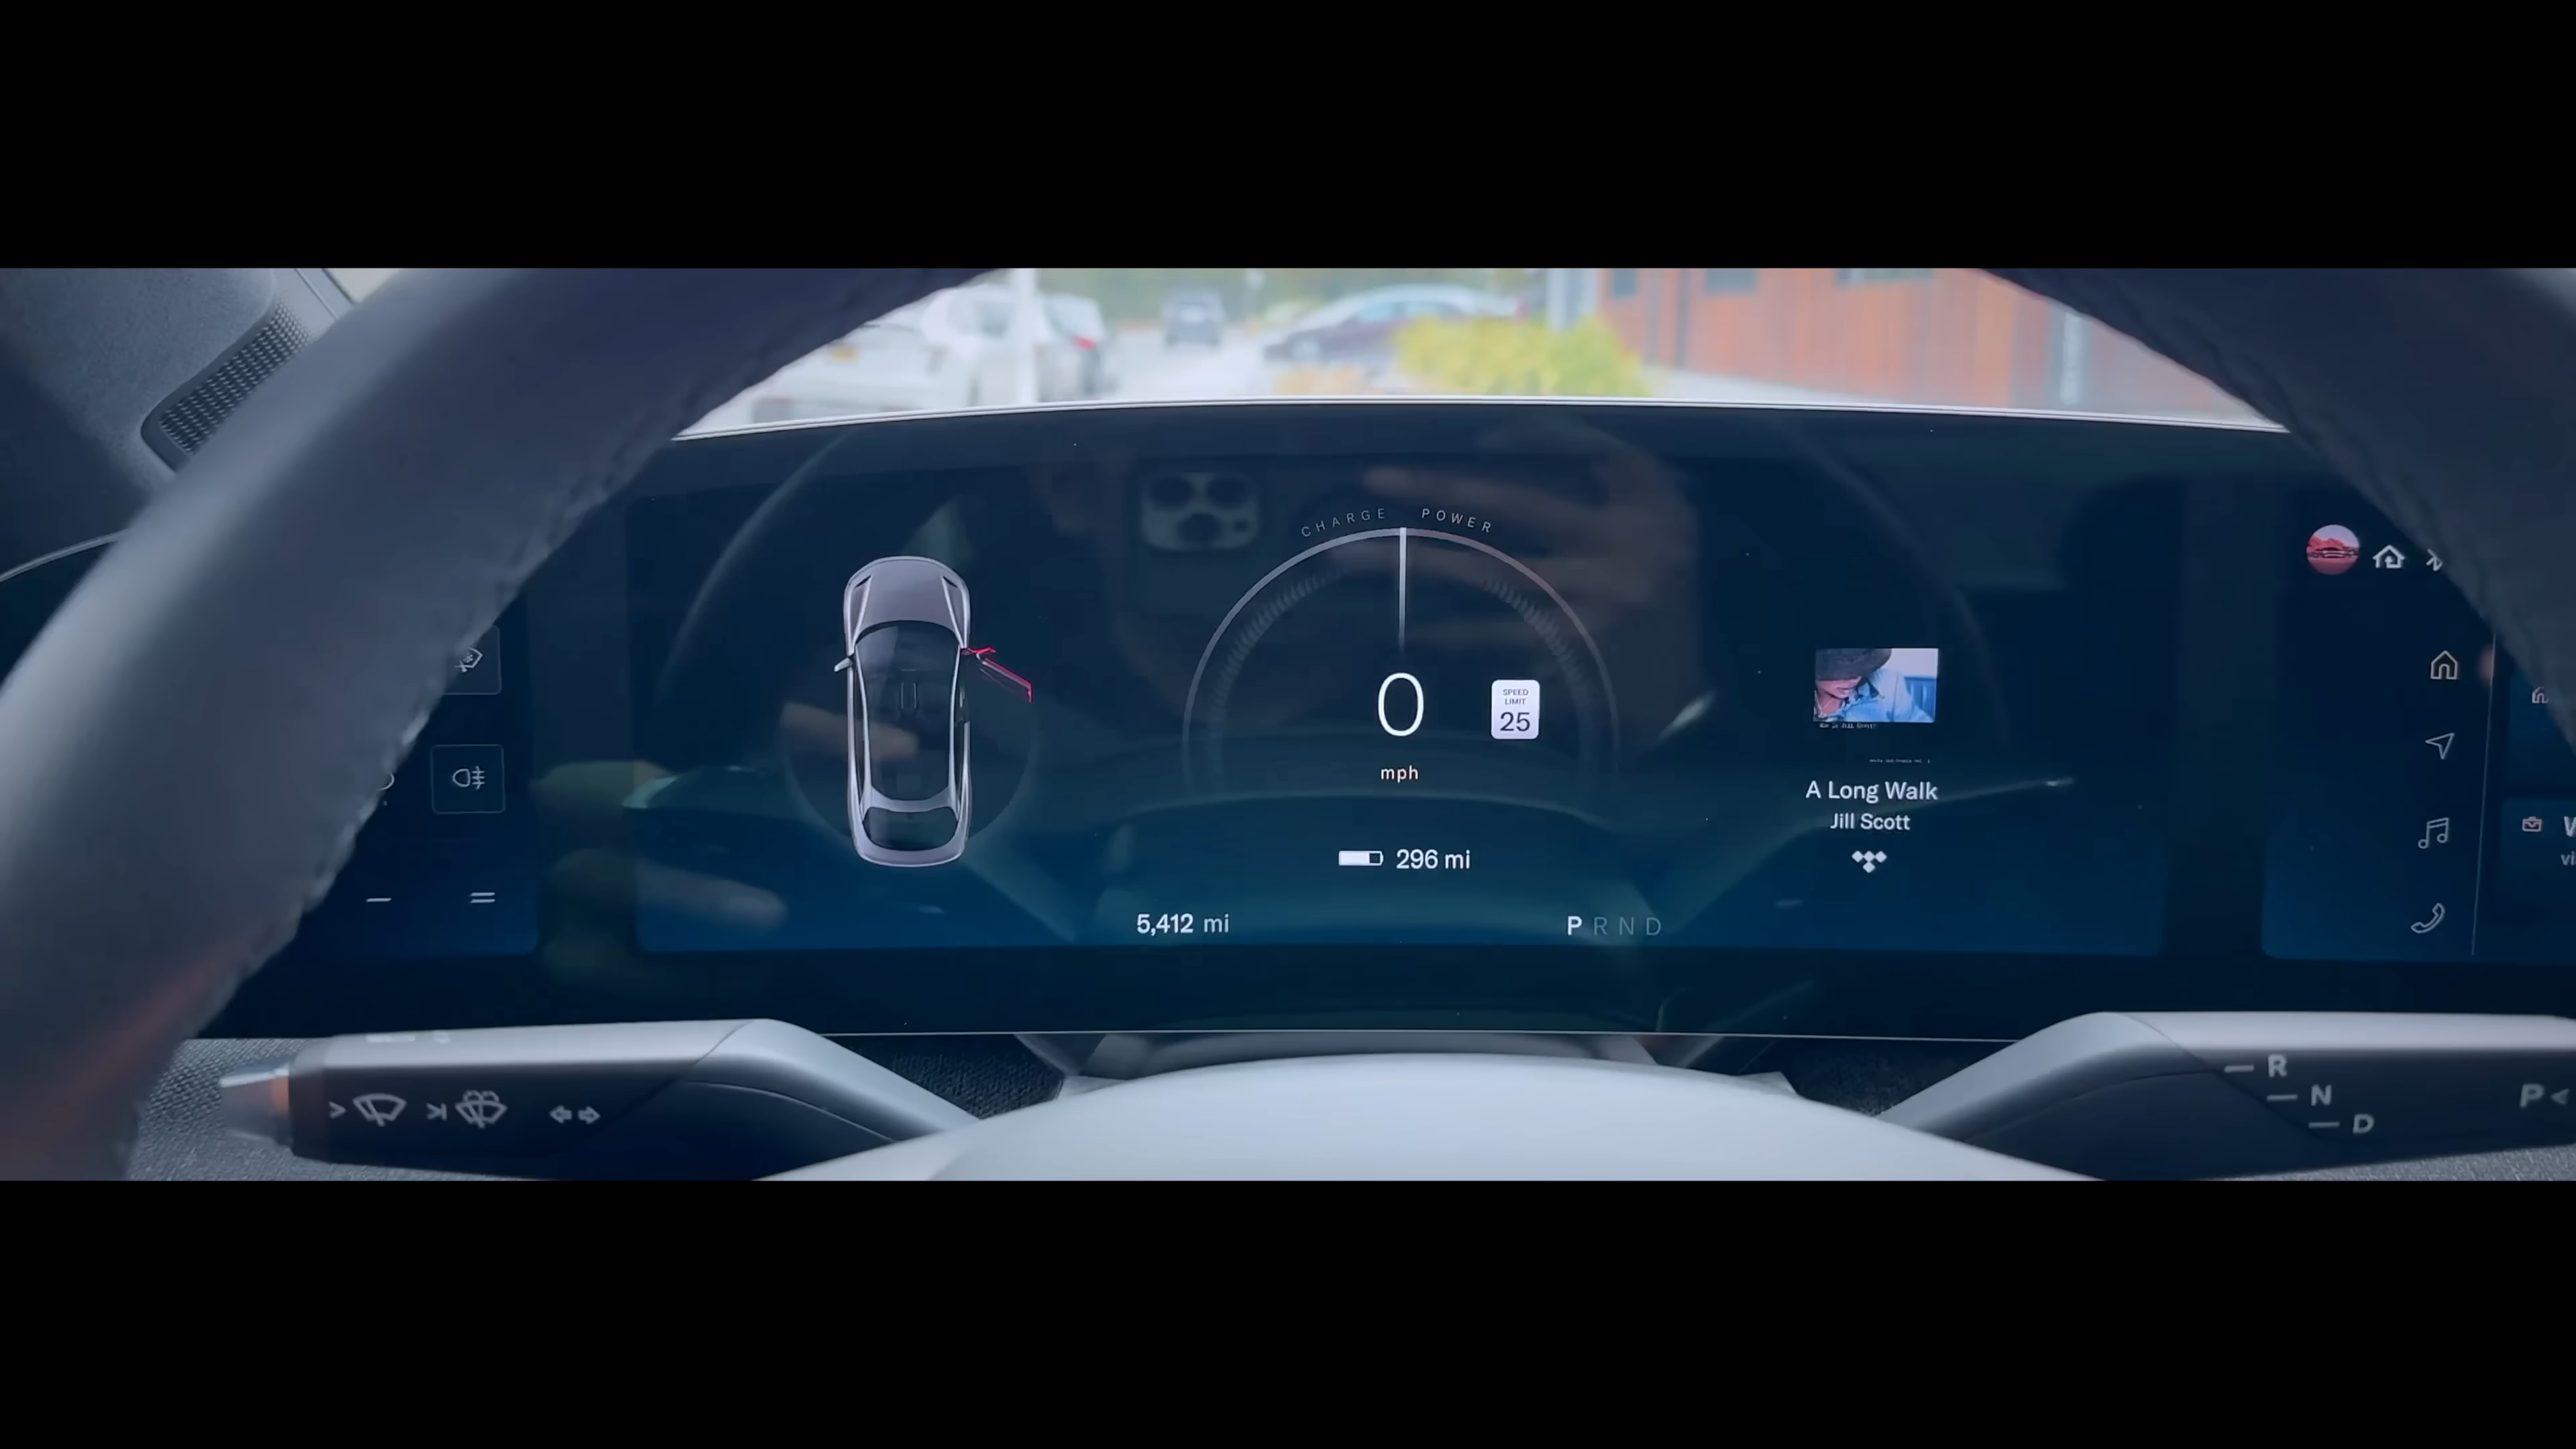 CHARGE POWER
0
mph
SPEED
LIMIT
25
296 mi
5,412 mi
P R N D
A Long Walk
Jill Scott
R
N
D
P <